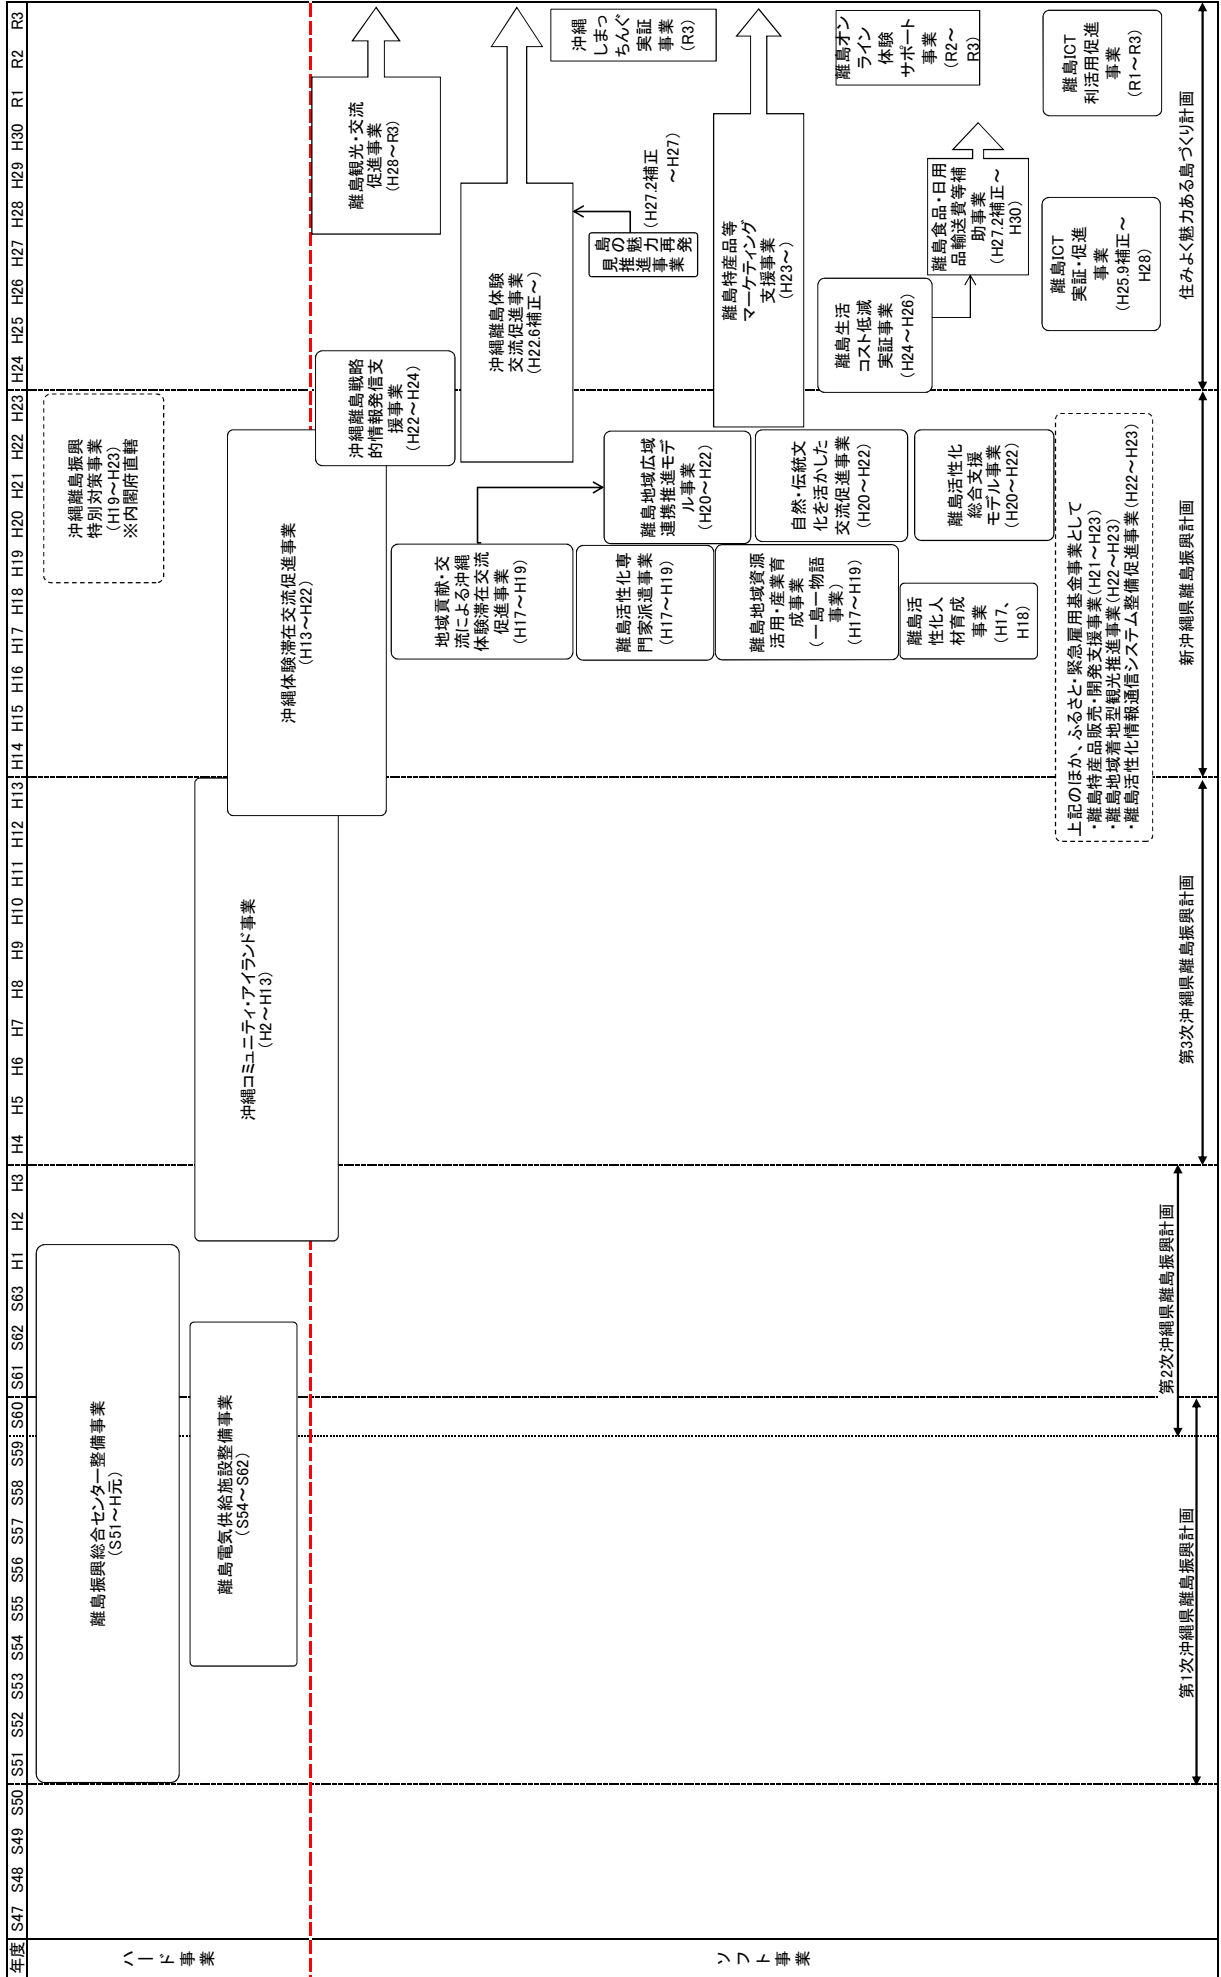 年度 S47 S48 S49 S50 S51 S52 S53 S54 S55 S56 S57 S58 S59 S60 S61 S62 S63 H1 H2 H3 H4 H5 H6 H7 H8 H9 H10 H11 H12 H13 H14 H15 H16 H17 H18 H19 H20 H21 H22 H23 H24 H25 H26 H27 H28 H29 H30 R1 R2 R3
ハード事業
離島振興総合センター整備事業
(S51～H元)
離島電気供給施設整備事業
(S54～S62)
沖縄コミュニティ・アイランド事業
(H2～H13)
沖縄離島振興
特別対策事業
(H19～H23)
※内閣府直轄
沖縄体験滞在交流促進事業
(H13～H22)
ソフト事業
沖縄離島戦略
的情報発信支
援事業
(H22～H24)
離島観光・交流
促進事業
(H28～R3)
地域貢献・交
流による沖縄
体験滞在交流
促進事業
(H17～H19)
沖縄離島体験
交流促進事業
(H22.6補正～)
沖縄
しまっ
ちんぐ
実証
事業
(R3)
離島活性化専
門家派遣事業
(H17～H19)
離島地域広域
連携推進モデ
ル事業
(H20～H22)
島の魅力再発
見推進事業
(H27.2補正
～H27)
離島地域資源
活用・産業育
成事業
(一島一物語
事業)
(H17～H19)
自然・伝統文
化を活かした
交流促進事業
(H20～H22)
離島特産品等
マーケティング
支援事業
(H23～)
離島オン
ライン
体験
サポート
事業
(R2～
R3)
離島活
性化人
材育成
事業
(H17、
H18)
離島活性化
総合支援
モデル事業
(H20～H22)
離島生活
コスト低減
実証事業
(H24～H26)
離島食品・日用
品輸送費等補
助事業
(H27.2補正～
H30)
離島ICT
実証・促進
事業
(H25.9補正～
H28)
離島ICT
利活用促進
事業
(R1～R3)
上記のほか、ふるさと・緊急雇用基金事業として
・離島特産品販売・開発支援事業(H21～H23)
・離島地域着地型観光推進事業(H22～H23)
・離島活性化情報通信システム整備促進事業(H22～H23)
第1次沖縄県離島振興計画
第2次沖縄県離島振興計画
第3次沖縄県離島振興計画
新沖縄県離島振興計画
住みよく魅力ある島づくり計画